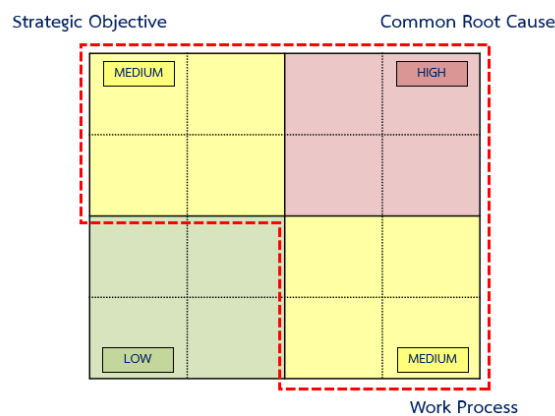 Strategic Objective
Common Root Cause
MEDIUM
HIGH
LOW
MEDIUM
Work Process